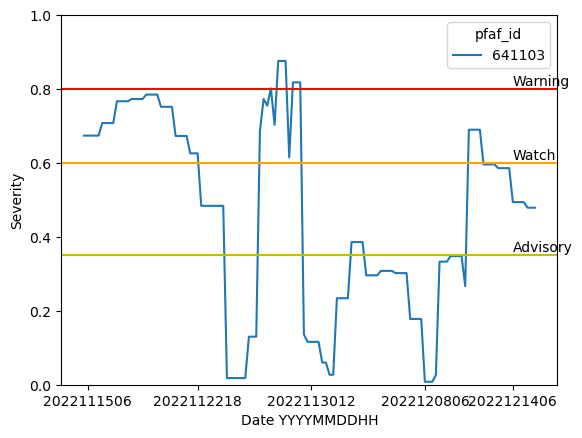 1.0
pfaf_id
641103
Warning
0.8
Watch
0.6
Severity
0.4
Advisory
0.2
0.0
2022111506 2022112218 2022113012 2022120806 2022121406
Date YYYYMMDDHH